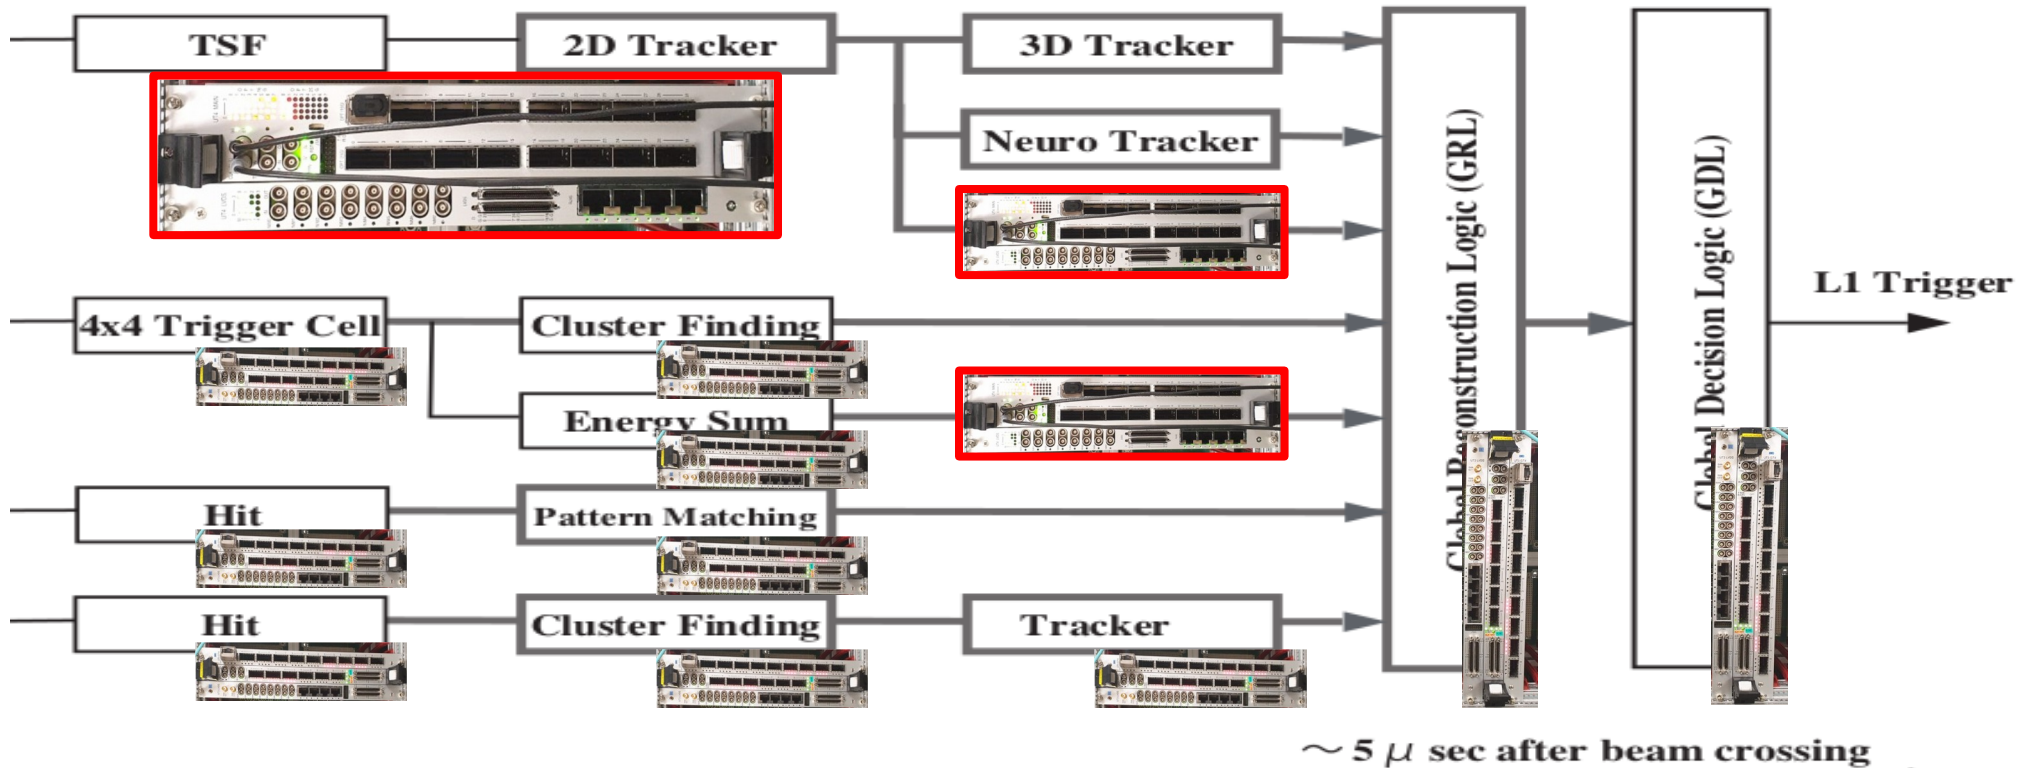 TSF
2D Tracker
3D Tracker
Neuro Tracker
4x4 Trigger Cell
Cluster Finding
Energy Sum
Hit
Pattern Matching
Hit
Cluster Finding
Tracker
Global Reconstruction Logic (GRL)
Global Decision Logic (GDL)
L1 Trigger
~ 5 μ sec after beam crossing